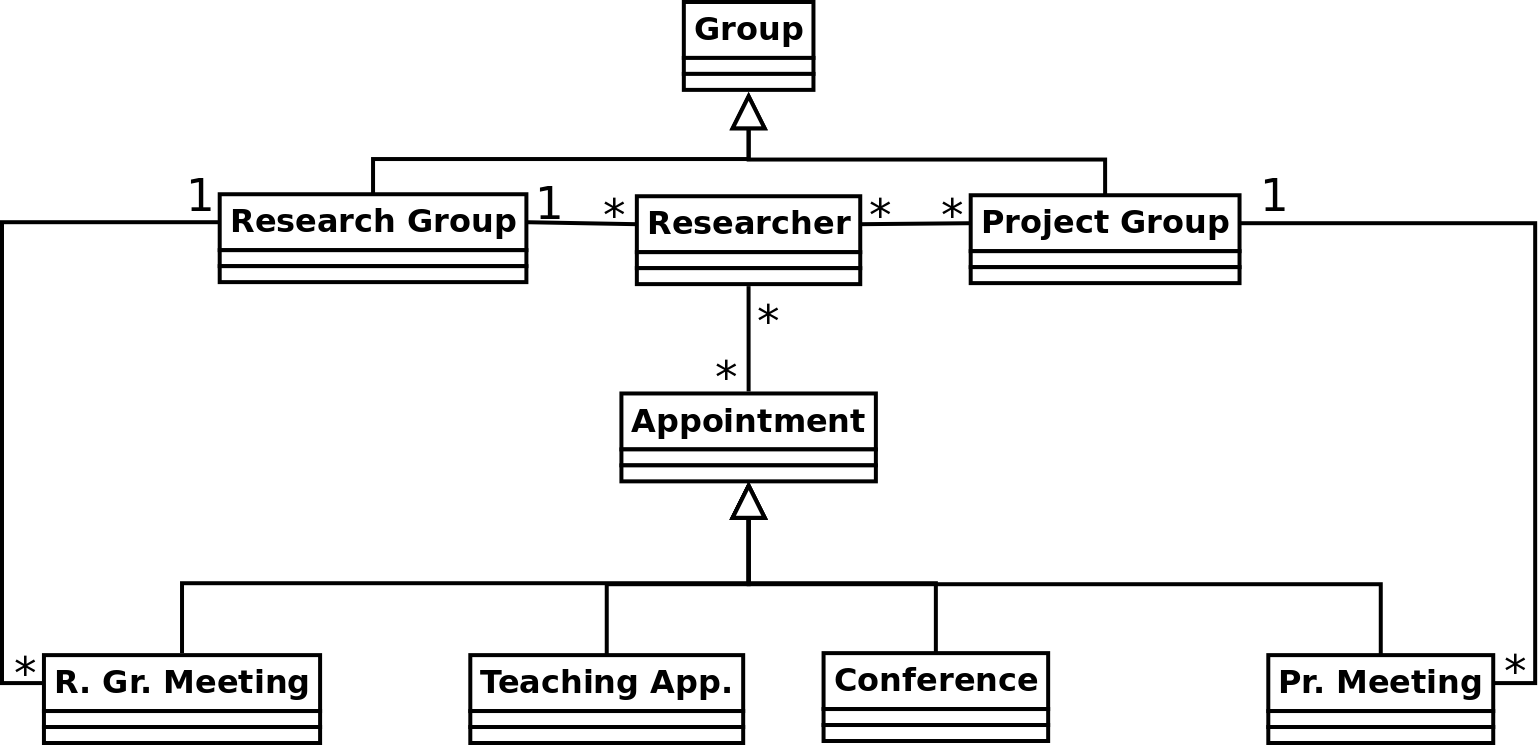 Group
1
Research Group
1
*
Researcher
*
*
Project Group
1
*
*
Appointment
*
R. Gr. Meeting
Teaching App.
Conference
Pr. Meeting
*